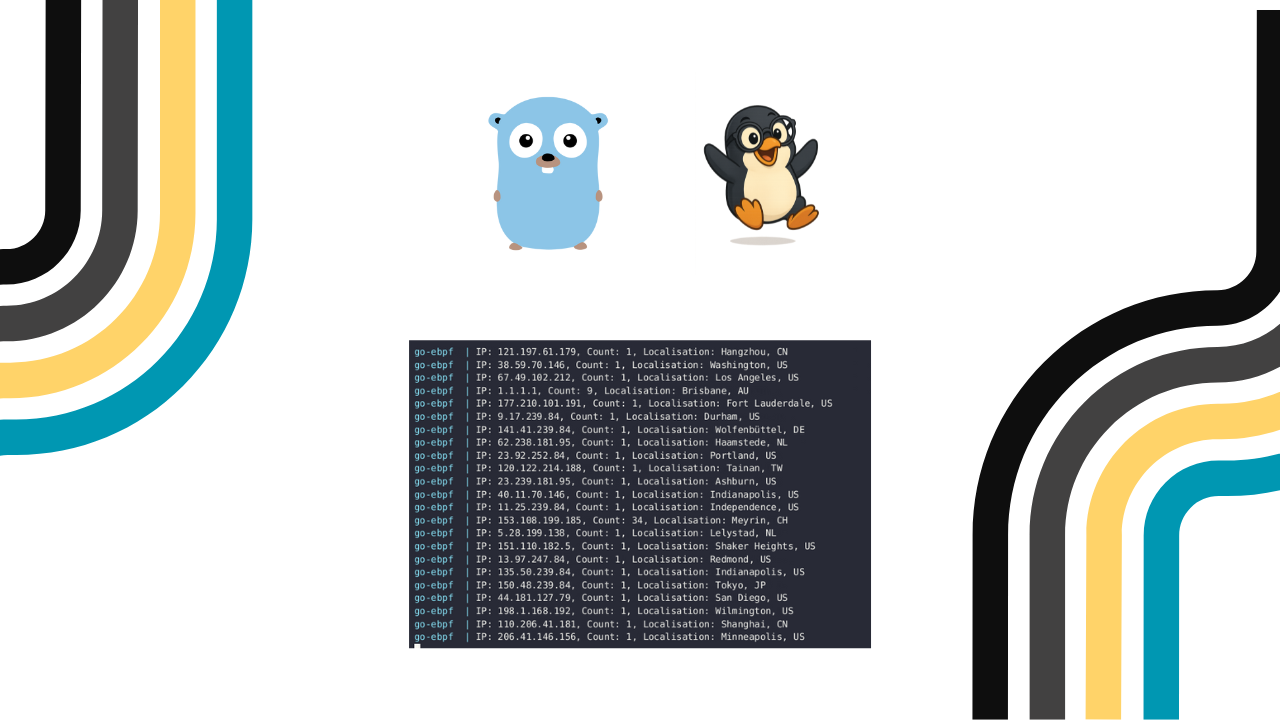 go-ebpf | IP: 121.197.61.179, Count: 1, Localisation: Hangzhou, CN
go-ebpf | IP: 38.59.70.146, Count: 1, Localisation: Washington, US
go-ebpf | IP: 67.49.102.212, Count: 1, Localisation: Los Angeles, US
go-ebpf | IP: 1.1.1.1, Count: 9, Localisation: Brisbane, AU
go-ebpf | IP: 177.210.101.191, Count: 1, Localisation: Fort Lauderdale, US
go-ebpf | IP: 9.17.239.84, Count: 1, Localisation: Durham, US
go-ebpf | IP: 141.41.239.84, Count: 1, Localisation: Wolfenbüttel, DE
go-ebpf | IP: 62.238.181.95, Count: 1, Localisation: Haamstede, NL
go-ebpf | IP: 23.92.252.84, Count: 1, Localisation: Portland, US
go-ebpf | IP: 120.122.214.188, Count: 1, Localisation: Tainan, TW
go-ebpf | IP: 23.239.181.95, Count: 1, Localisation: Ashburn, US
go-ebpf | IP: 40.11.70.146, Count: 1, Localisation: Indianapolis, US
go-ebpf | IP: 11.25.239.84, Count: 1, Localisation: Independence, US
go-ebpf | IP: 153.108.199.185, Count: 34, Localisation: Meyrin, CH
go-ebpf | IP: 5.28.199.138, Count: 1, Localisation: Lelystad, NL
go-ebpf | IP: 151.110.182.5, Count: 1, Localisation: Shaker Heights, US
go-ebpf | IP: 13.97.247.84, Count: 1, Localisation: Redmond, US
go-ebpf | IP: 135.50.239.84, Count: 1, Localisation: Indianapolis, US
go-ebpf | IP: 150.48.239.84, Count: 1, Localisation: Tokyo, JP
go-ebpf | IP: 44.181.127.79, Count: 1, Localisation: San Diego, US
go-ebpf | IP: 198.1.168.192, Count: 1, Localisation: Wilmington, US
go-ebpf | IP: 110.206.41.181, Count: 1, Localisation: Shanghai, CN
go-ebpf | IP: 206.41.146.156, Count: 1, Localisation: Minneapolis, US